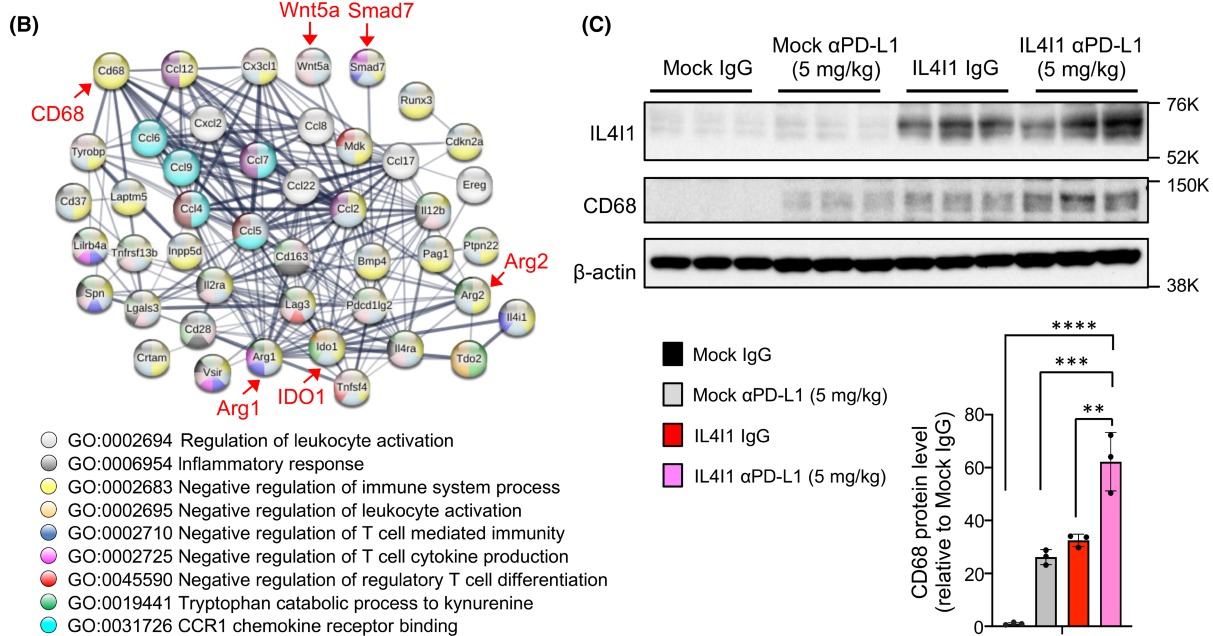 (B)
Wnt5a Smad7
CD68
Cd68
Ccl12
Cx3cl1
Wnt5a
Smad7
Runx3
Cxcl2
Ccl8
Ccl6
Mdk
Cdkn2a
Tyrobp
Ccl9
Ccl7
Ccl17
Ccl22
Ereg
Cd37
Laptm5
Ccl4
Ccl2
Il12b
Ccl5
Lilrb4a
Tnfrsf13b
Inpp5d
Cd163
Bmp4
Pag1
Ptpn22
Arg2
Spn
Lgals3
Il2ra
Lag3
Pdcd1lg2
Arg2
Il4i1
Cd28
Crtam
Vsir
Arg1
Ido1
Il4ra
Tdo2
Tnfsf4
Arg1
IDO1
GO:0002694 Regulation of leukocyte activation
GO:0006954 Inflammatory response
GO:0002683 Negative regulation of immune system process
GO:0002695 Negative regulation of leukocyte activation
GO:0002710 Negative regulation of T cell mediated immunity
GO:0002725 Negative regulation of T cell cytokine production
GO:0045590 Negative regulation of regulatory T cell differentiation
GO:0019441 Tryptophan catabolic process to kynurenine
GO:0031726 CCR1 chemokine receptor binding
(C)
Mock IgG
Mock αPD-L1
(5 mg/kg)
IL4I1 IgG
IL4I1 αPD-L1
(5 mg/kg)
IL4I1
76K
52K
CD68
150K
β-actin
38K
Mock IgG
Mock αPD-L1 (5 mg/kg)
IL4I1 IgG
IL4I1 αPD-L1 (5 mg/kg)
****
***
**
CD68 protein level
(relative to Mock IgG)
80
60
40
20
0